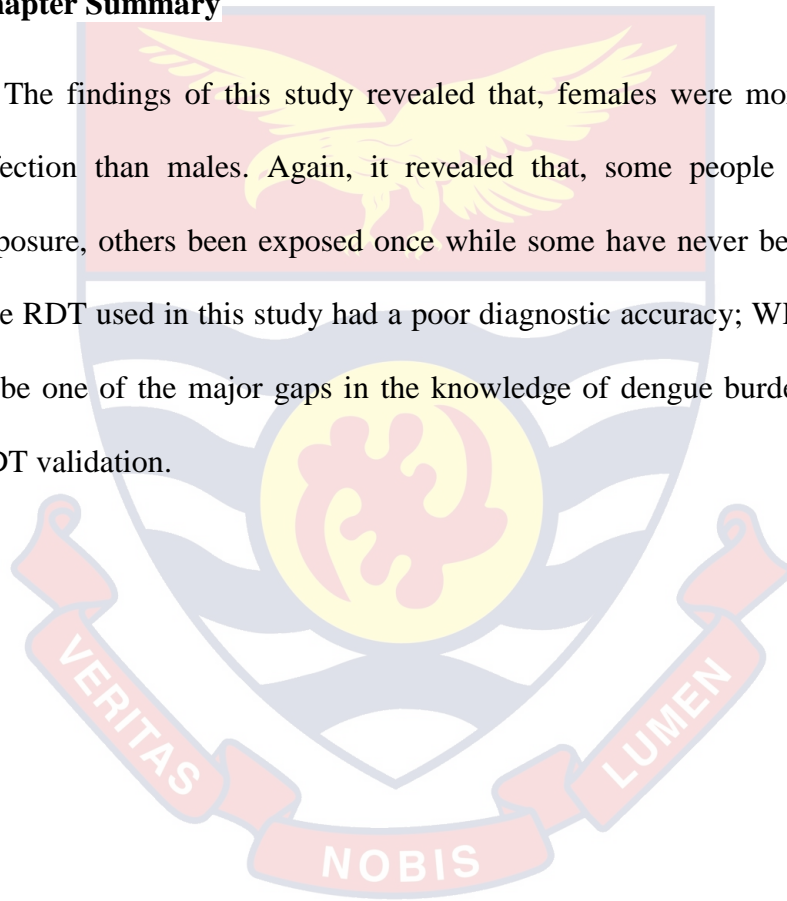 hapter Summary
The findings of this study revealed that, females were mo
fection than males. Again, it revealed that, some people
posure, others been exposed once while some have never be
e RDT used in this study had a poor diagnostic accuracy; W
be one of the major gaps in the knowledge of dengue burd
DT validation.
VERITAS
NOBIS
LUMEN